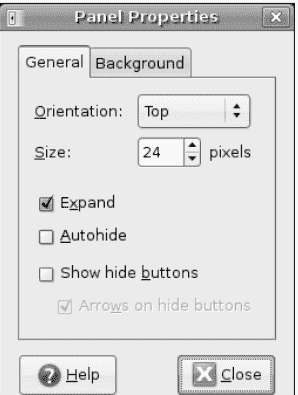 Panel Properties
General Background
Orientation: Top
Size: 24 pixels
Expand
Autohide
Show hide buttons
Arrows on hide buttons
Help Close